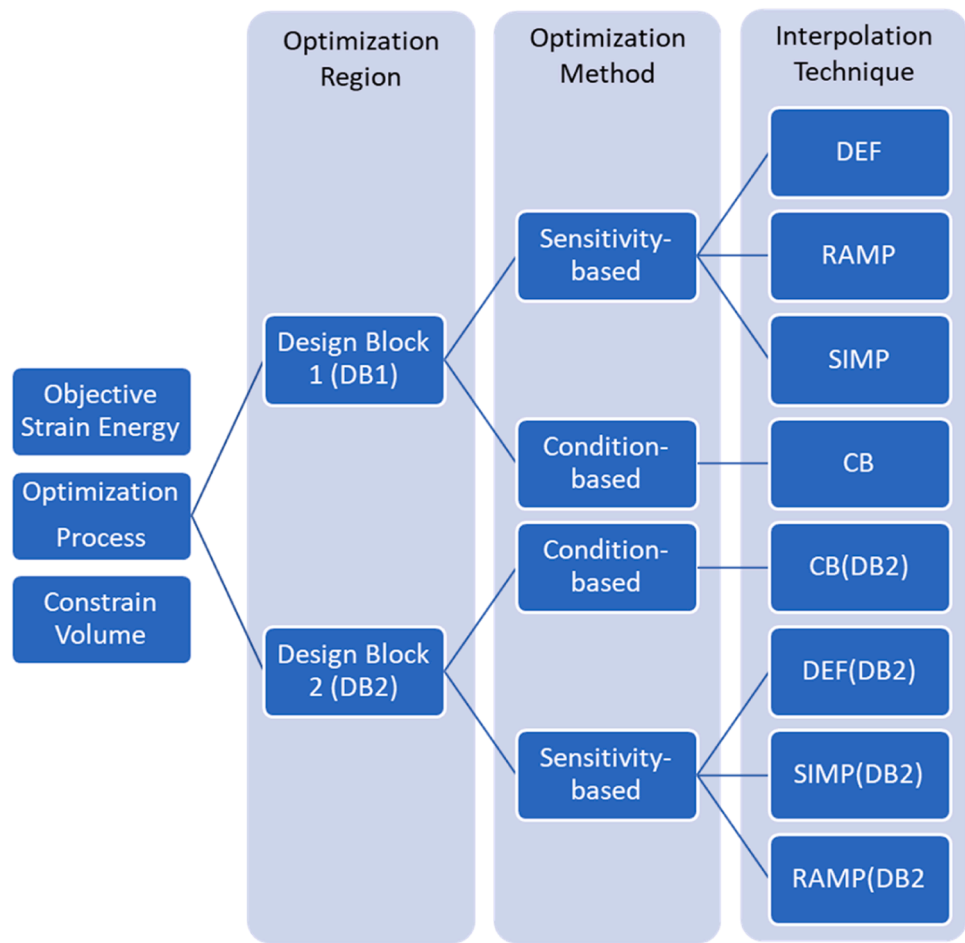 Optimization
Region
Optimization
Method
Interpolation
Technique
Objective
Strain Energy
Optimization
Process
Constrain
Volume
Design Block
1 (DB1)
Design Block
2 (DB2)
Sensitivity-
based
Condition-
based
Condition-
based
Sensitivity-
based
DEF
RAMP
SIMP
CB
CB(DB2)
DEF(DB2)
SIMP(DB2)
RAMP(DB2